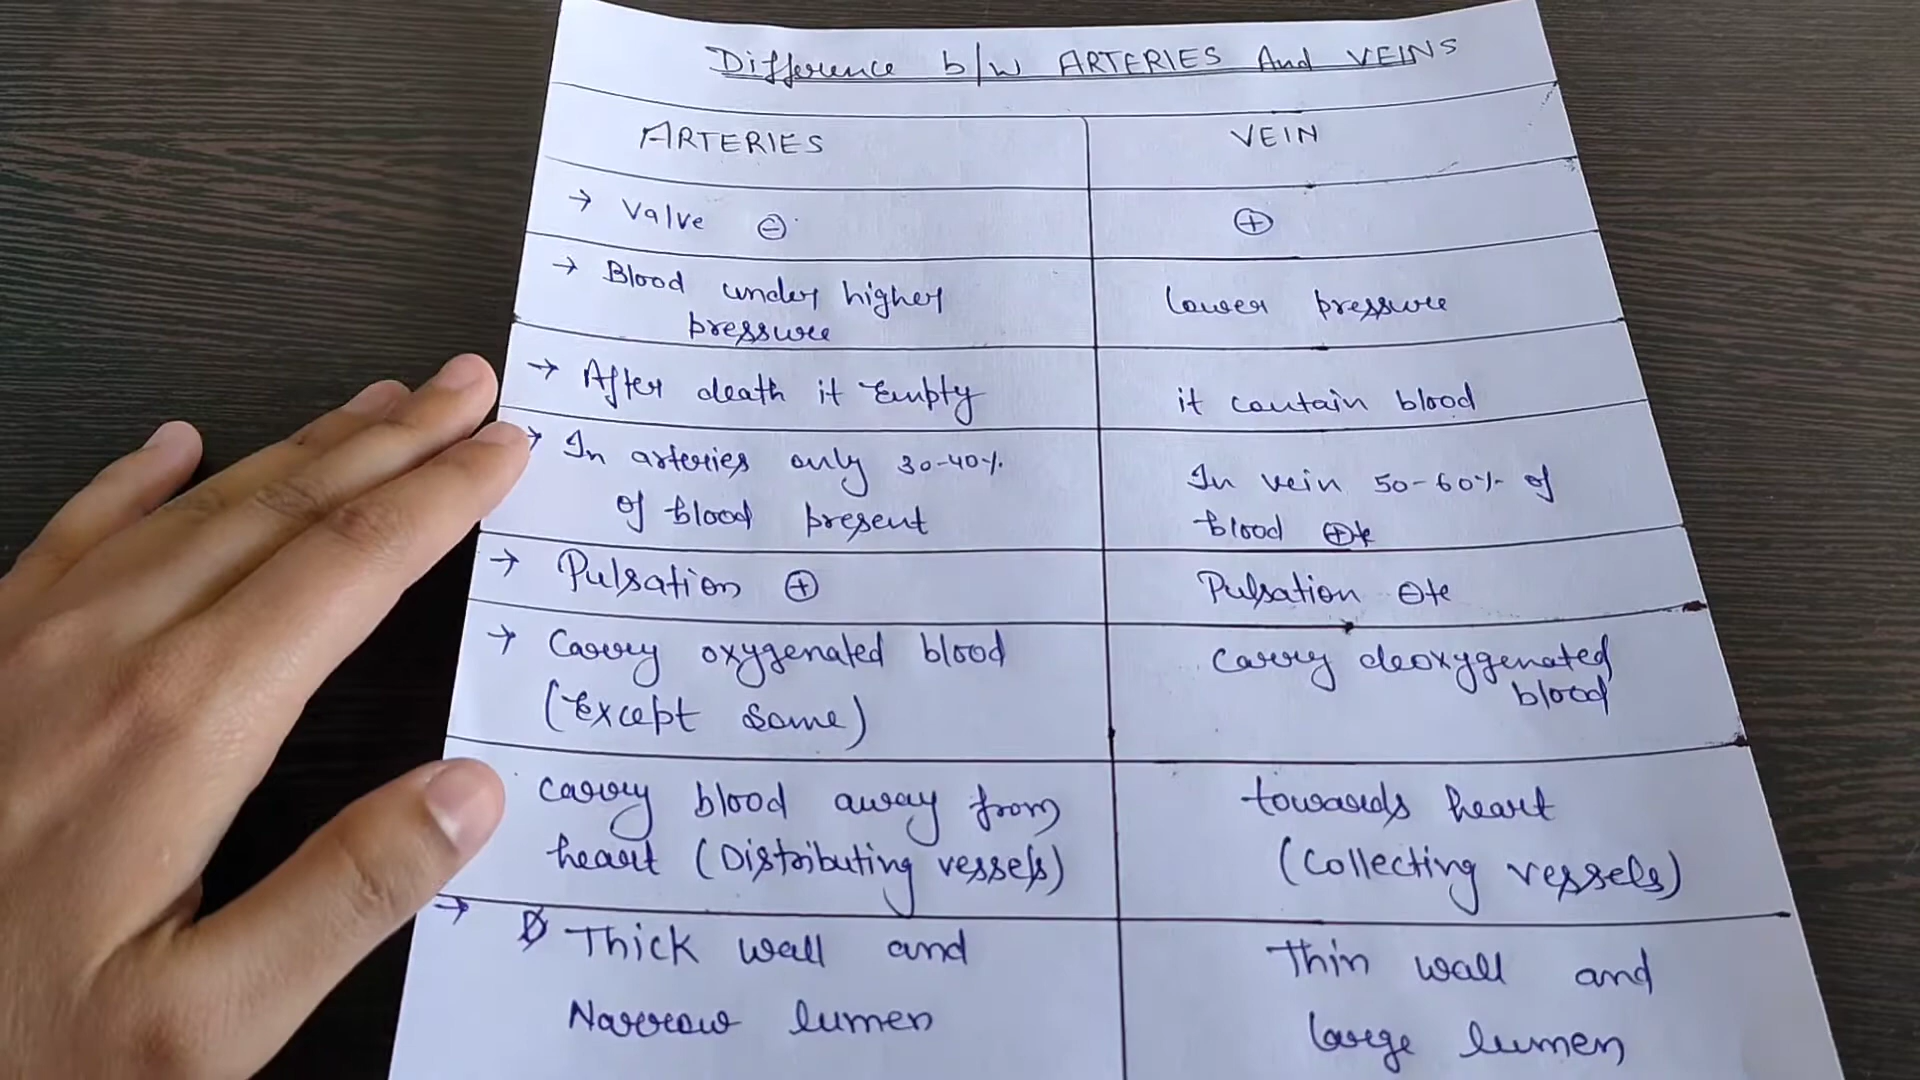 Difference b/w ARTERIES And VEINS
ARTERIES
VEIN
→ Valve ⊖
⊕
→ Blood under higher
pressure
lower pressure
→ After death it Empty
it contain blood
→ In arteries only 30-40%
of blood present
In vein 50-60% of
blood ⊕te
→ Pulsation ⊕
Pulsation ⊖te
→ Carry oxygenated blood
(Except some)
carry deoxygenated
blood
carry blood away from
heart (Distributing vessels)
towards heart
(Collecting vessels)
→ Thick wall and
Narrow lumen
Thin wall and
large lumen